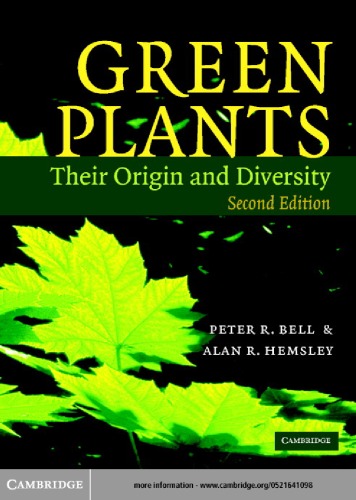 GREEN
PLANTS
Their Origin and Diversity
Second Edition
PETER R. BELL &
ALAN R. HEMSLEY
CAMBRIDGE
CAMBRIDGE
more information - www.cambridge.org/0521641098